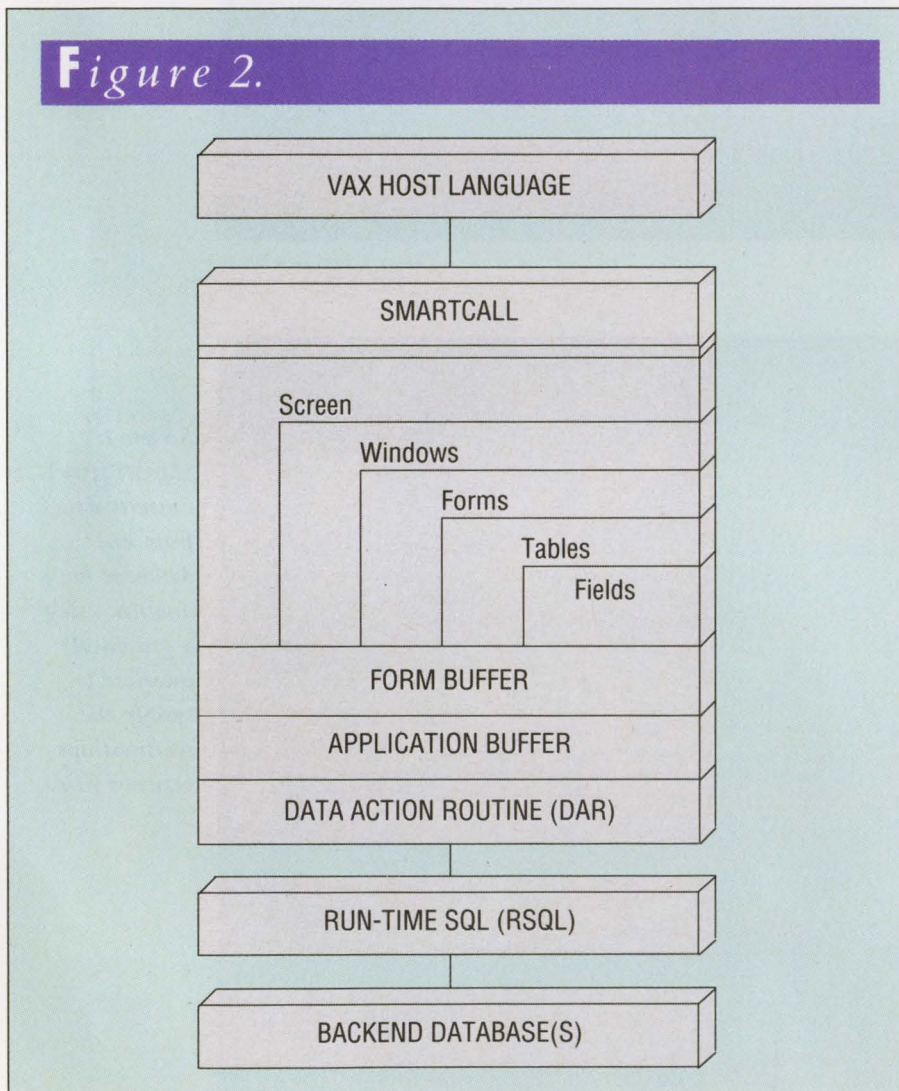 Figure 2.
VAX HOST LANGUAGE
SMARTCALL
Screen
Windows
Forms
Tables
Fields
FORM BUFFER
APPLICATION BUFFER
DATA ACTION ROUTINE (DAR)
RUN-TIME SQL (RSQL)
BACKEND DATABASE(S)